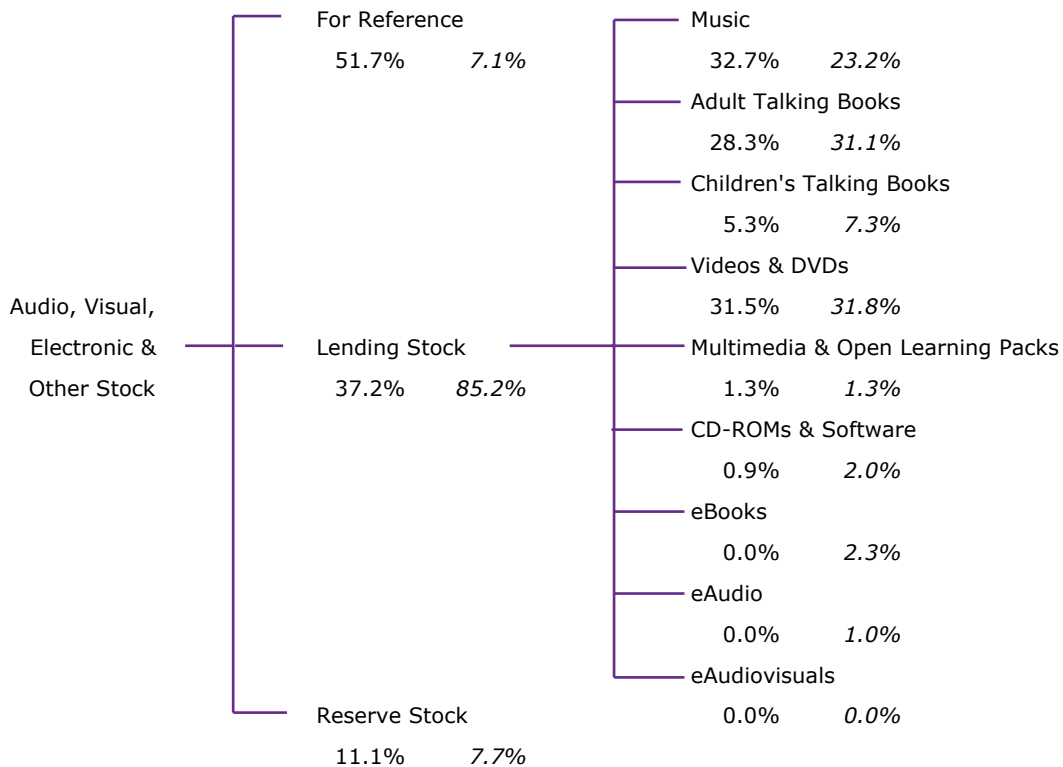 For Reference
51.7% 7.1%
Music
32.7% 23.2%
Adult Talking Books
28.3% 31.1%
Children's Talking Books
5.3% 7.3%
Videos & DVDs
31.5% 31.8%
Audio, Visual,
Electronic &
Other Stock
Lending Stock
37.2% 85.2%
Multimedia & Open Learning Packs
1.3% 1.3%
CD-ROMs & Software
0.9% 2.0%
eBooks
0.0% 2.3%
eAudio
0.0% 1.0%
eAudiovisuals
0.0% 0.0%
Reserve Stock
11.1% 7.7%